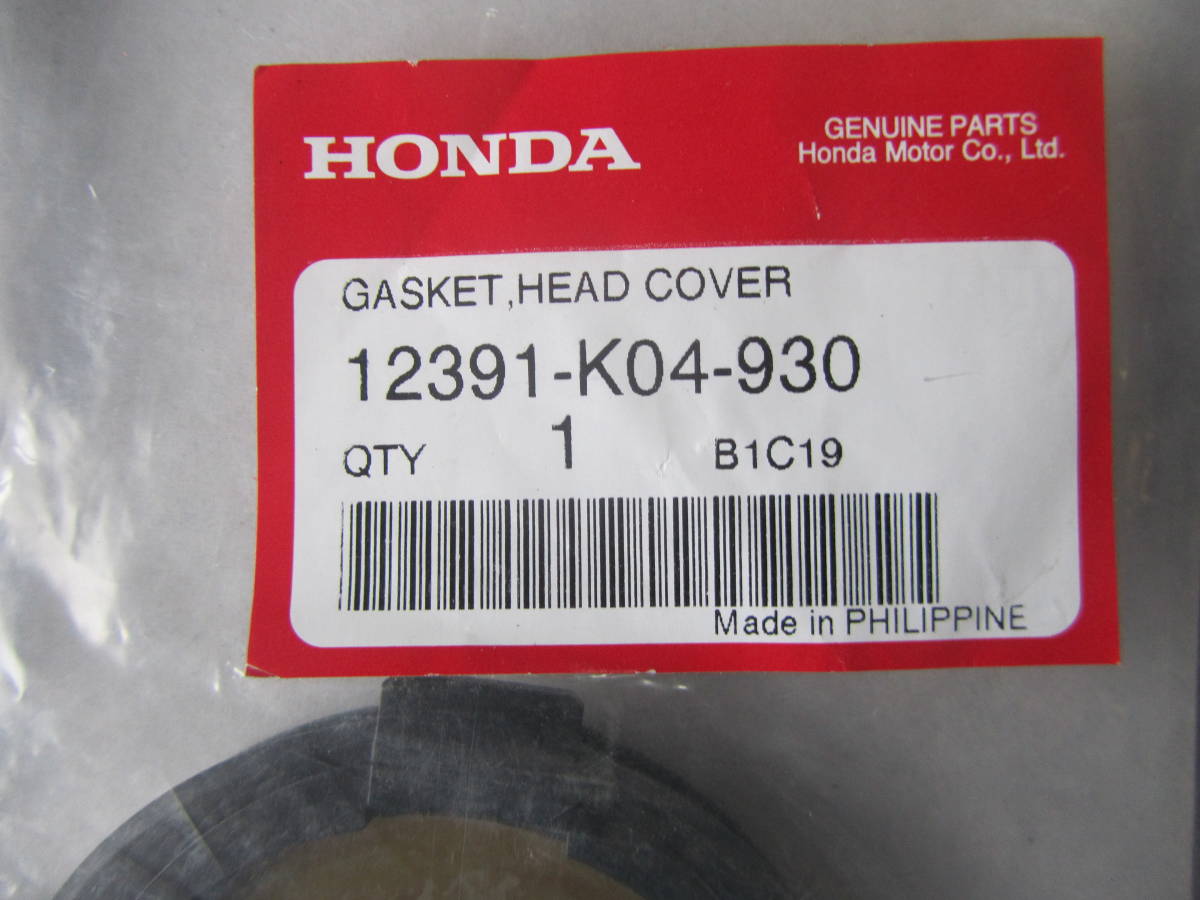 HONDA
GENUINE PARTS
Honda Motor Co., Ltd.
GASKET,HEAD COVER
12391-K04-930
QTY 1 B1C19
Made in PHILIPPINE